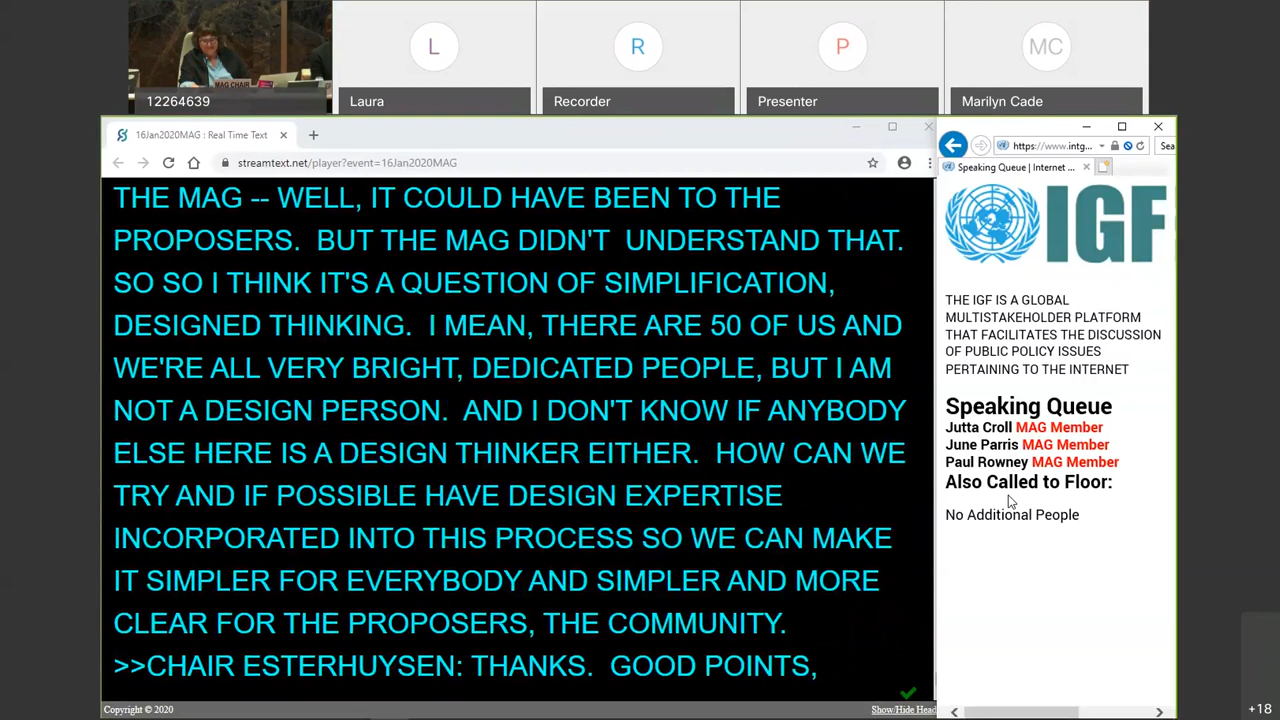 L
R
P
MC
MAG CHAIR
12264639
Laura
Recorder
Presenter
Marilyn Cade
16Jan2020MAG : Real Time Text
streamtext.net/player?event=16Jan2020MAG
THE MAG -- WELL, IT COULD HAVE BEEN TO THE
PROPOSERS.  BUT THE MAG DIDN'T  UNDERSTAND THAT.
SO SO I THINK IT'S A QUESTION OF SIMPLIFICATION,
DESIGNED THINKING.  I MEAN, THERE ARE 50 OF US AND
WE'RE ALL VERY BRIGHT, DEDICATED PEOPLE, BUT I AM
NOT A DESIGN PERSON.  AND I DON'T KNOW IF ANYBODY
ELSE HERE IS A DESIGN THINKER EITHER.  HOW CAN WE
TRY AND IF POSSIBLE HAVE DESIGN EXPERTISE
INCORPORATED INTO THIS PROCESS SO WE CAN MAKE
IT SIMPLER FOR EVERYBODY AND SIMPLER AND MORE
CLEAR FOR THE PROPOSERS, THE COMMUNITY.
>>CHAIR ESTERHUYSEN: THANKS.  GOOD POINTS,
Copyright © 2020
Show/Hide Head
https://www.intg...
Sea
Speaking Queue | Internet ...
IGF
THE IGF IS A GLOBAL
MULTISTAKEHOLDER PLATFORM
THAT FACILITATES THE DISCUSSION
OF PUBLIC POLICY ISSUES
PERTAINING TO THE INTERNET
Speaking Queue
Jutta Croll MAG Member
June Parris MAG Member
Paul Rowney MAG Member
Also Called to Floor:
No Additional People
+18